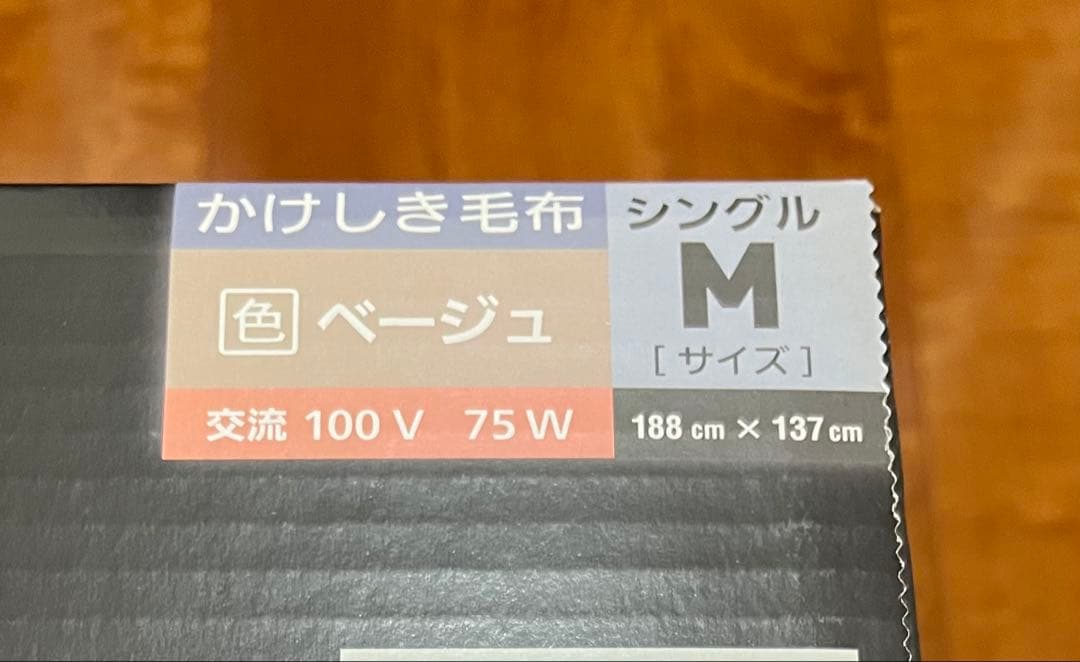 かけしき毛布
色 ベージュ
交流 100V 75W
シングル
M
[サイズ]
188cm × 137cm